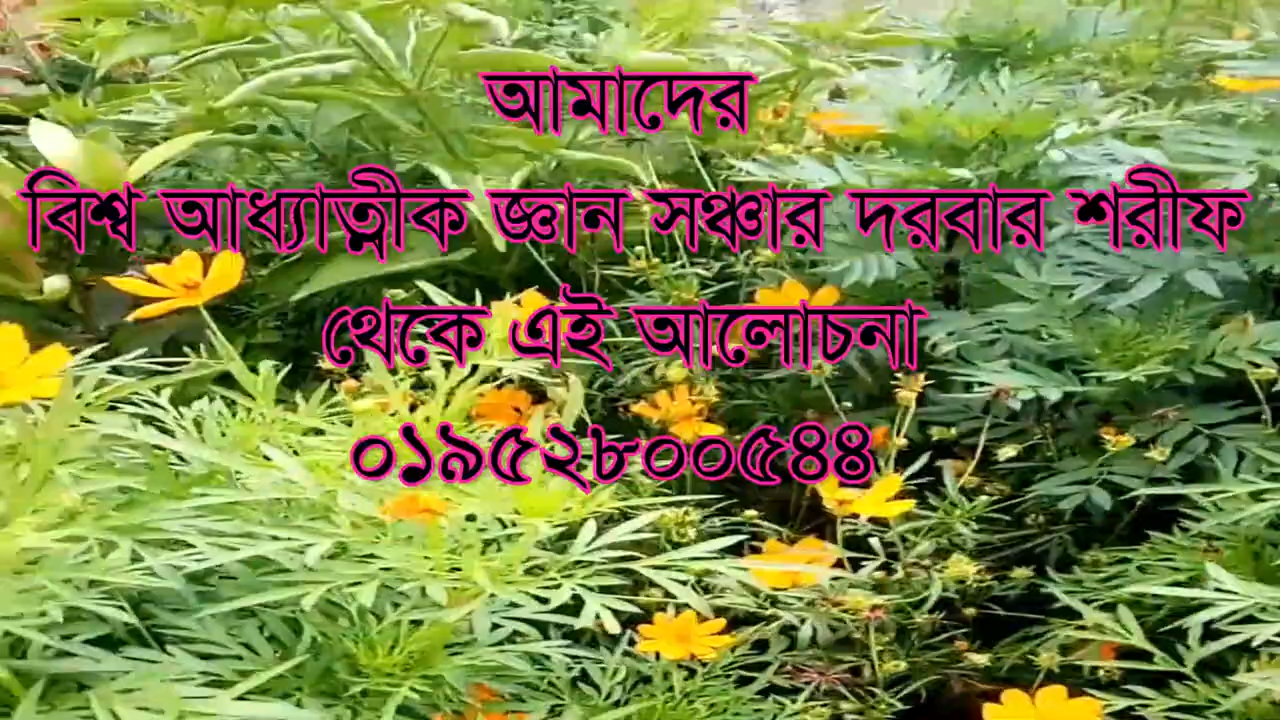 আমাদের
বিশ্ব আধ্যাত্নীক জ্ঞান সঞ্চার দরবার শরীফ
থেকে এই আলোচনা
০১৯৫২৮০০৫৪৪